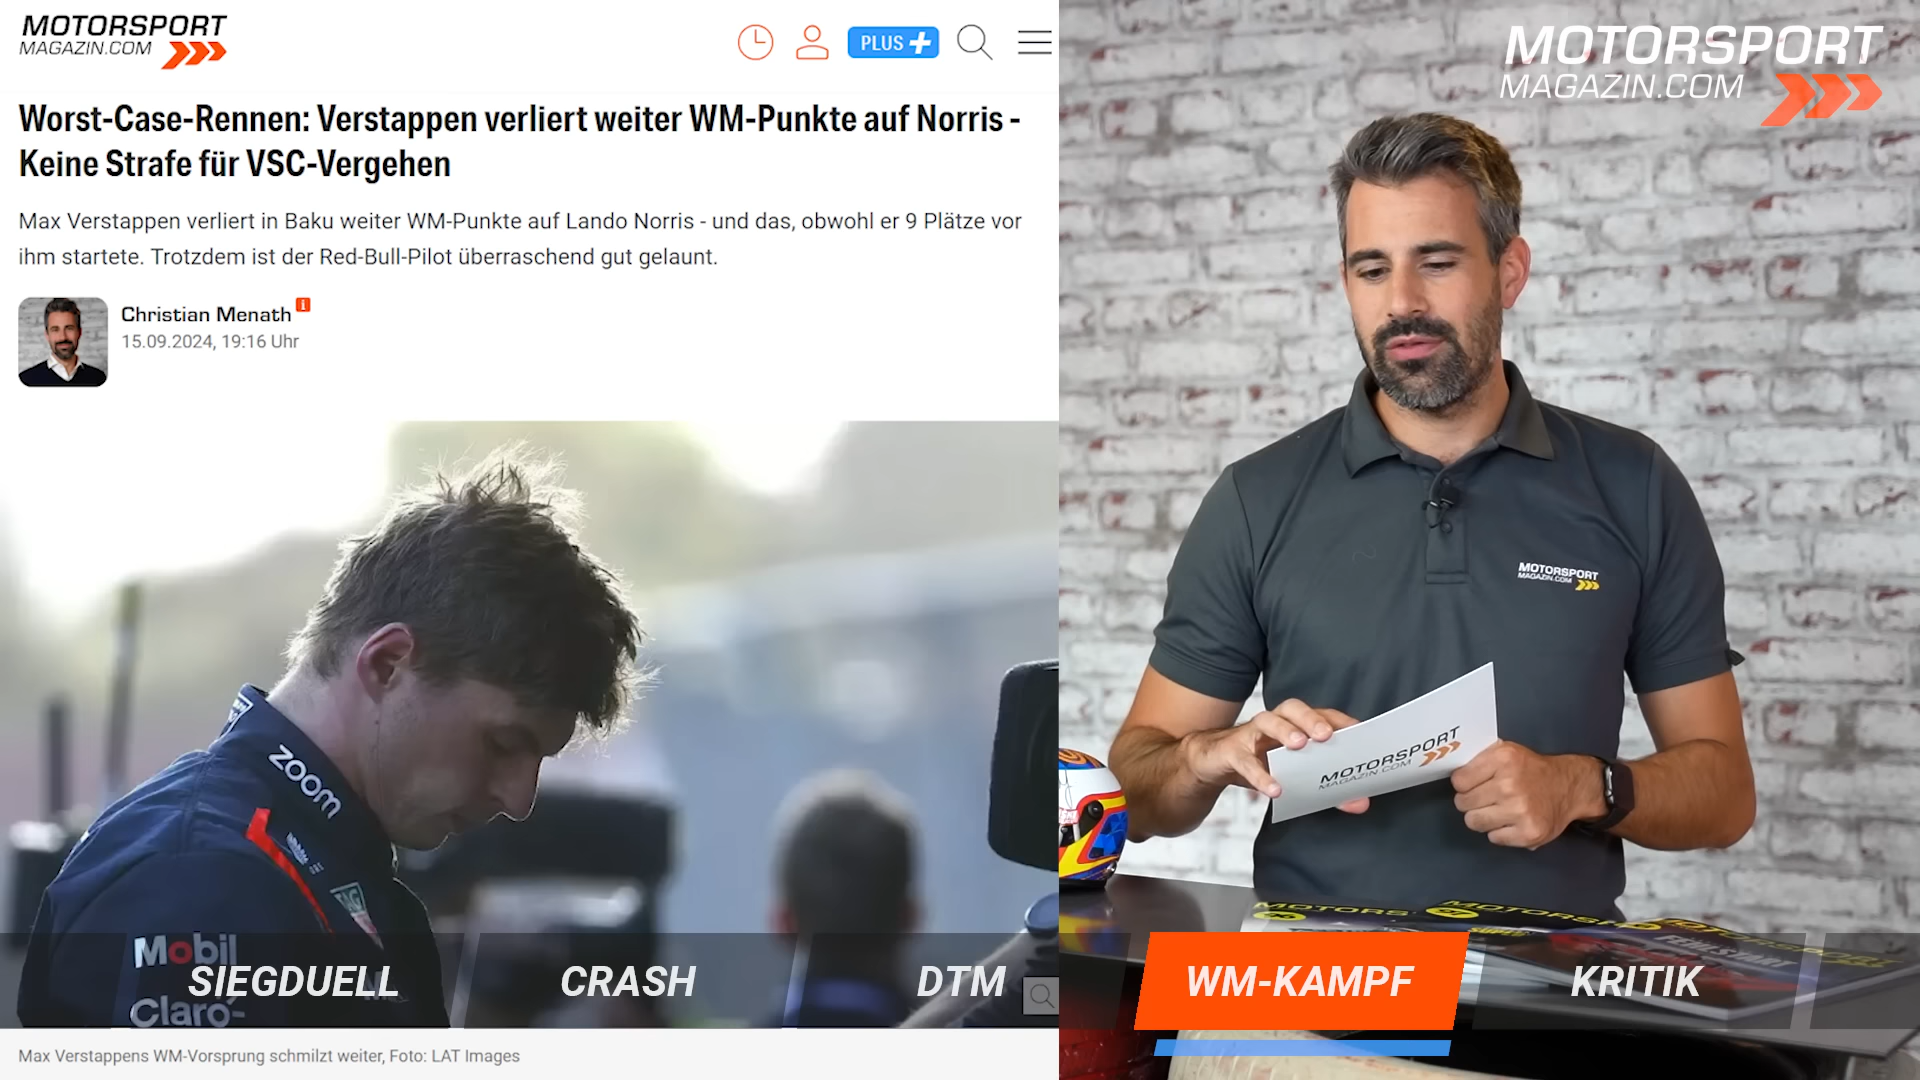 MOTORSPORT
MAGAZIN.COM
PLUS
Worst-Case-Rennen: Verstappen verliert weiter WM-Punkte auf Norris -
Keine Strafe für VSC-Vergehen
Max Verstappen verliert in Baku weiter WM-Punkte auf Lando Norris - und das, obwohl er 9 Plätze vor
ihm startete. Trotzdem ist der Red-Bull-Pilot überraschend gut gelaunt.
Christian Menath
15.09.2024, 19:16 Uhr
zoom
Mobil
Claro-
MOTORSPORT
MAGAZIN.COM
MOTORSPORT
MAGAZIN.COM
MOTORSPORT
MAGAZIN.COM
SIEGDUELL
CRASH
DTM
WM-KAMPF
KRITIK
Max Verstappens WM-Vorsprung schmilzt weiter, Foto: LAT Images